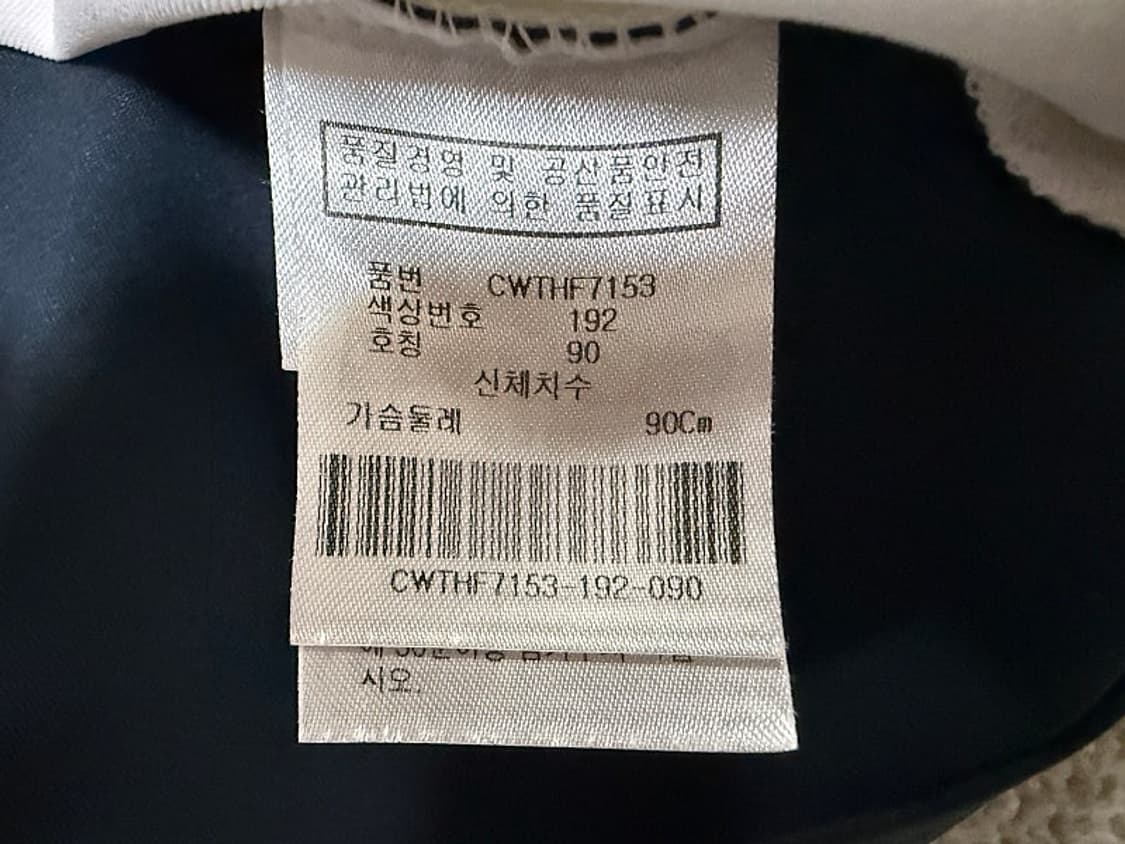 품질경영 및 공산품안전
관리법에 의한 품질표시
품번 CWTHF7153
색상번호 192
호칭 90
신체치수
가슴둘레 90Cm
CWTHF7153-192-090
시오.